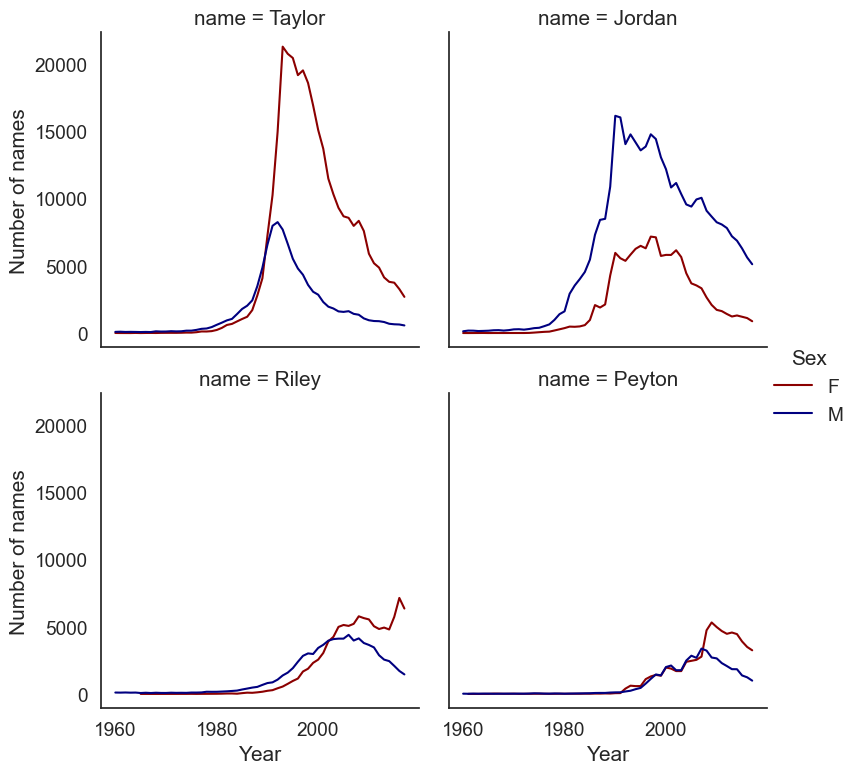 name = Taylor
name = Jordan
Number of names
20000
15000
10000
5000
0
name = Riley
name = Peyton
Sex
F
M
Number of names
20000
15000
10000
5000
0
1960 1980 2000
Year
1960 1980 2000
Year